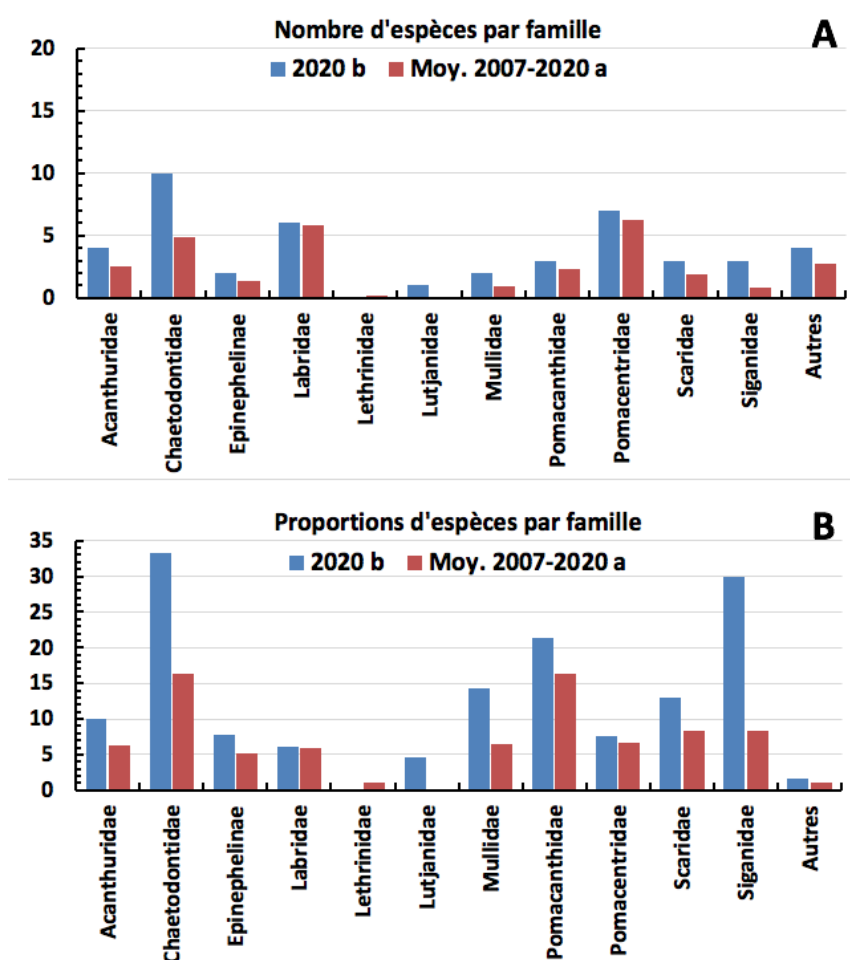 Nombre d'espèces par famille
A
2020 b
Moy. 2007-2020 a
20
15
10
5
0
Acanthuridae
Chaetodontidae
Epinephelinae
Labridae
Lethrinidae
Lutjanidae
Mullidae
Pomacanthidae
Pomacentridae
Scaridae
Siganidae
Autres
Proportions d'espèces par famille
B
2020 b
Moy. 2007-2020 a
35
30
25
20
15
10
5
0
Acanthuridae
Chaetodontidae
Epinephelinae
Labridae
Lethrinidae
Lutjanidae
Mullidae
Pomacanthidae
Pomacentridae
Scaridae
Siganidae
Autres